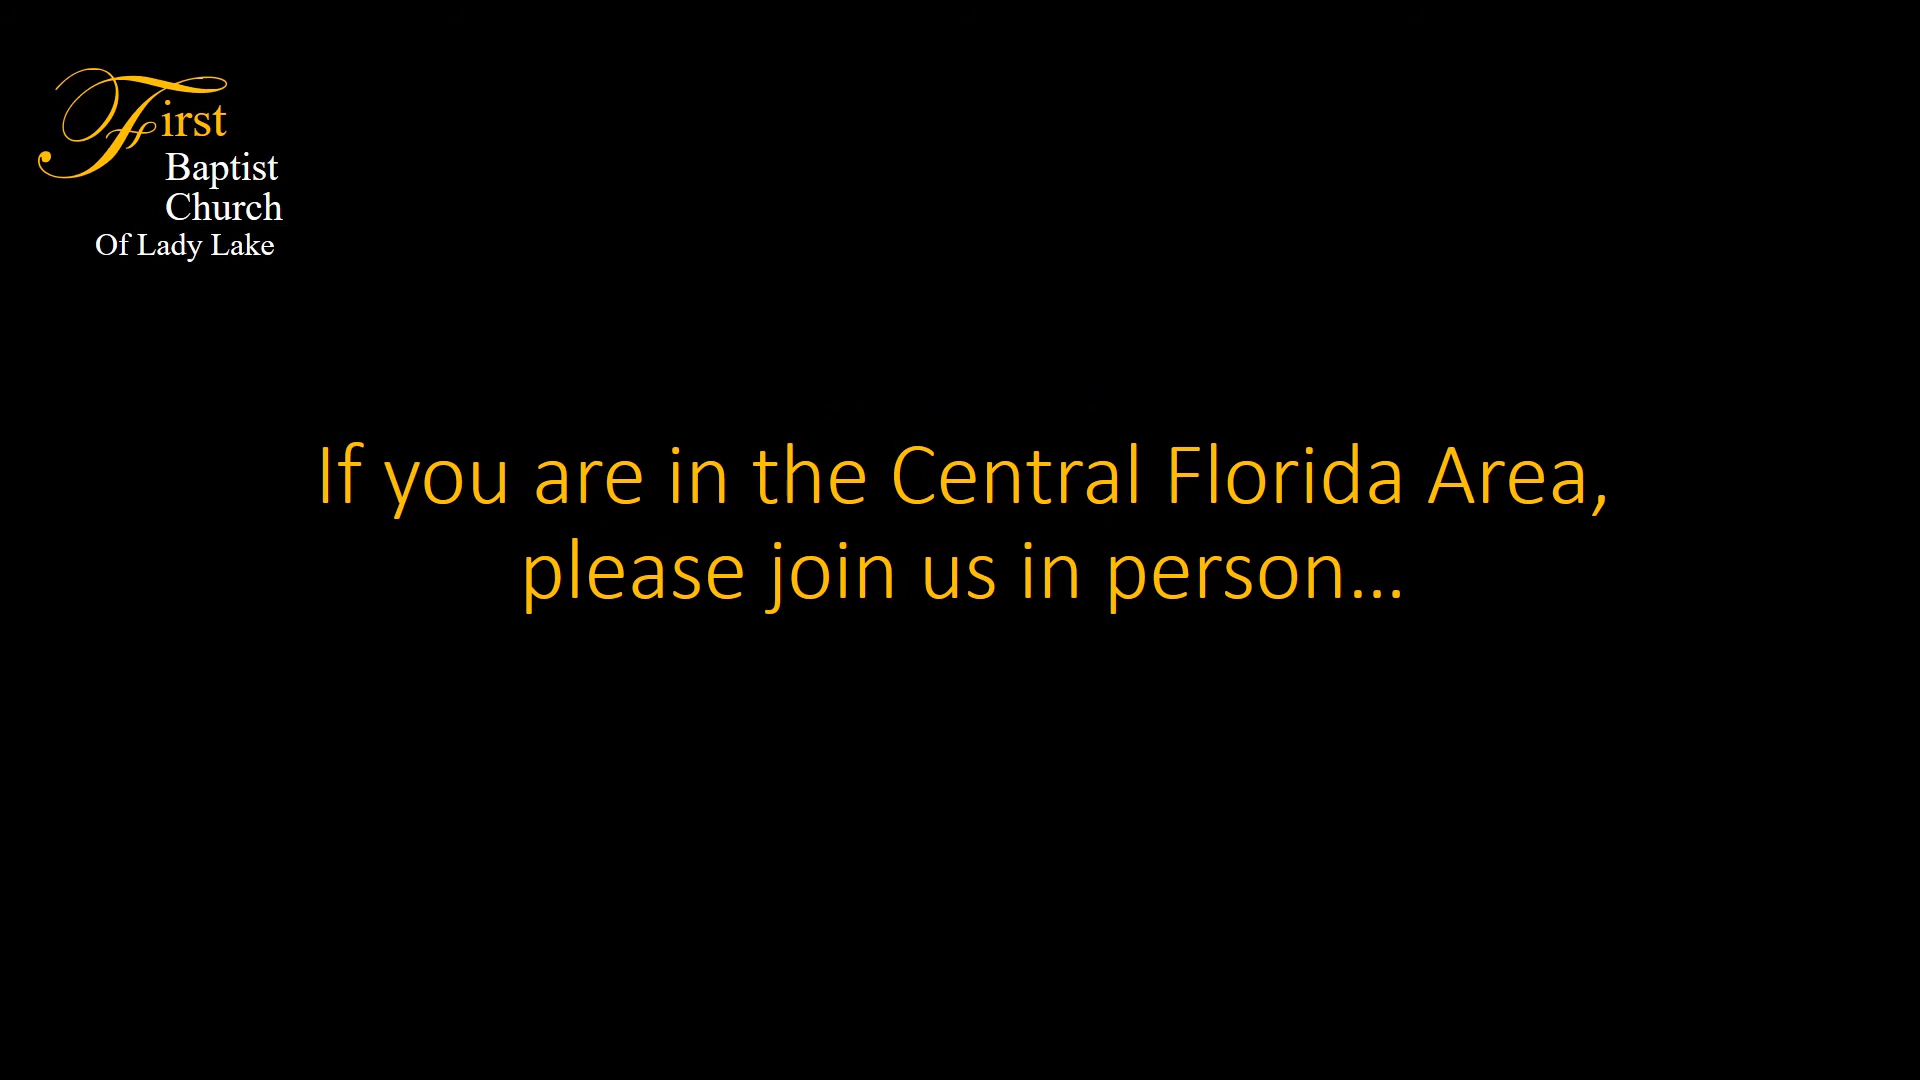 First
Baptist
Church
Of Lady Lake
If you are in the Central Florida Area,
please join us in person...